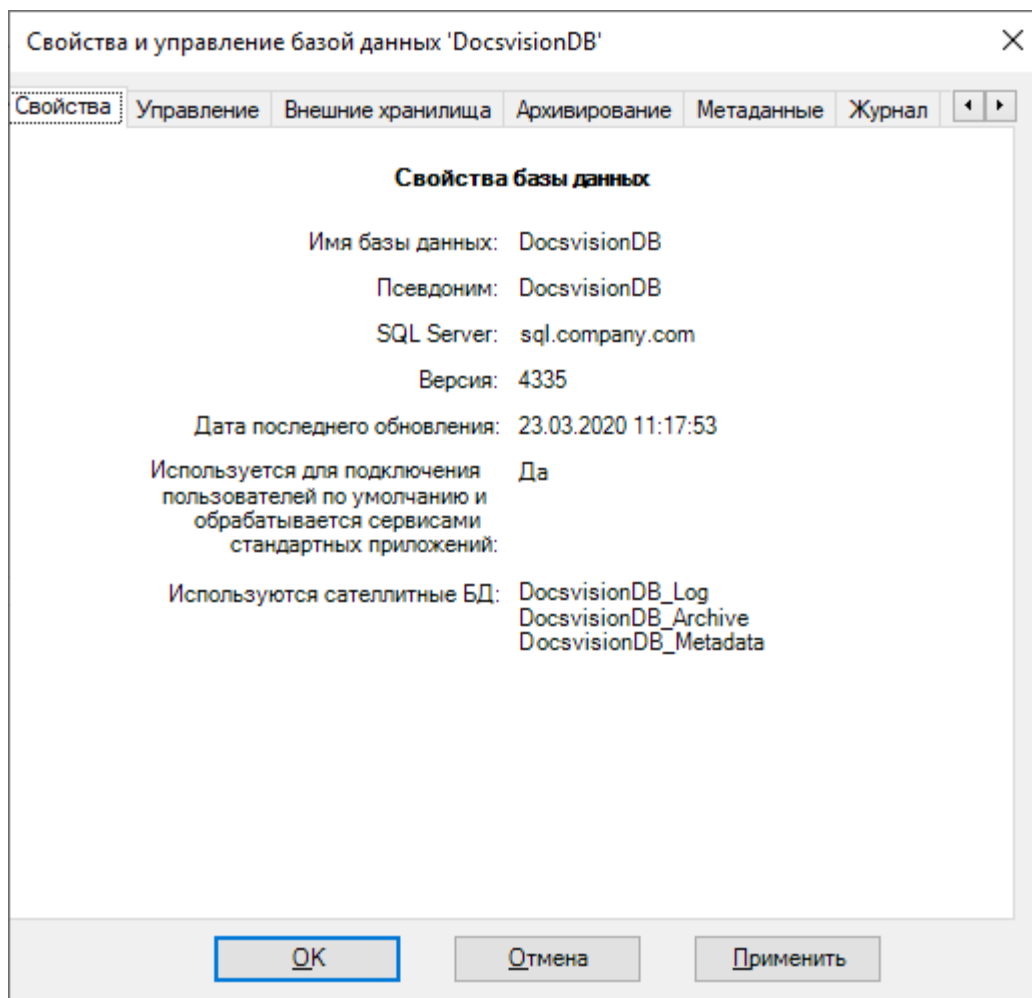 Свойства и управление базой данных 'DocsvisionDB'
Свойства Управление Внешние хранилища Архивирование Метаданные Журнал
Свойства базы данных
Имя базы данных: DocsvisionDB
Псевдоним: DocsvisionDB
SQL Server: sql.company.com
Версия: 4335
Дата последнего обновления: 23.03.2020 11:17:53
Используется для подключения Да
пользователей по умолчанию и
обрабатывается сервисами
стандартных приложений:
Используются сателлитные БД: DocsvisionDB_Log
DocsvisionDB_Archive
DocsvisionDB_Metadata
OK Отмена Применить